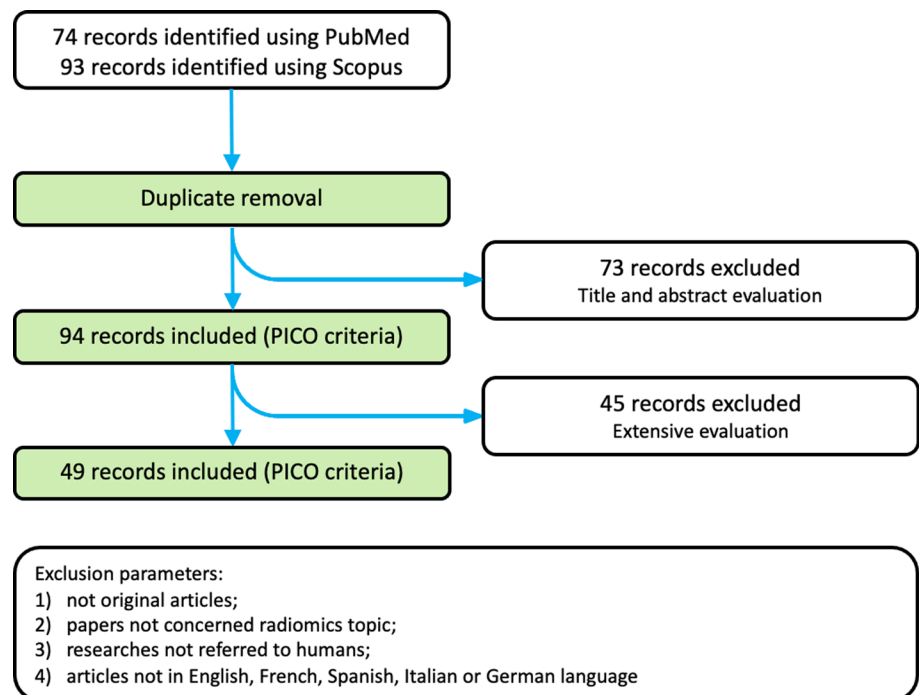 74 records identified using PubMed
93 records identified using Scopus
Duplicate removal
73 records excluded
Title and abstract evaluation
94 records included (PICO criteria)
45 records excluded
Extensive evaluation
49 records included (PICO criteria)
Exclusion parameters:
1) not original articles;
2) papers not concerned radiomics topic;
3) researches not referred to humans;
4) articles not in English, French, Spanish, Italian or German language